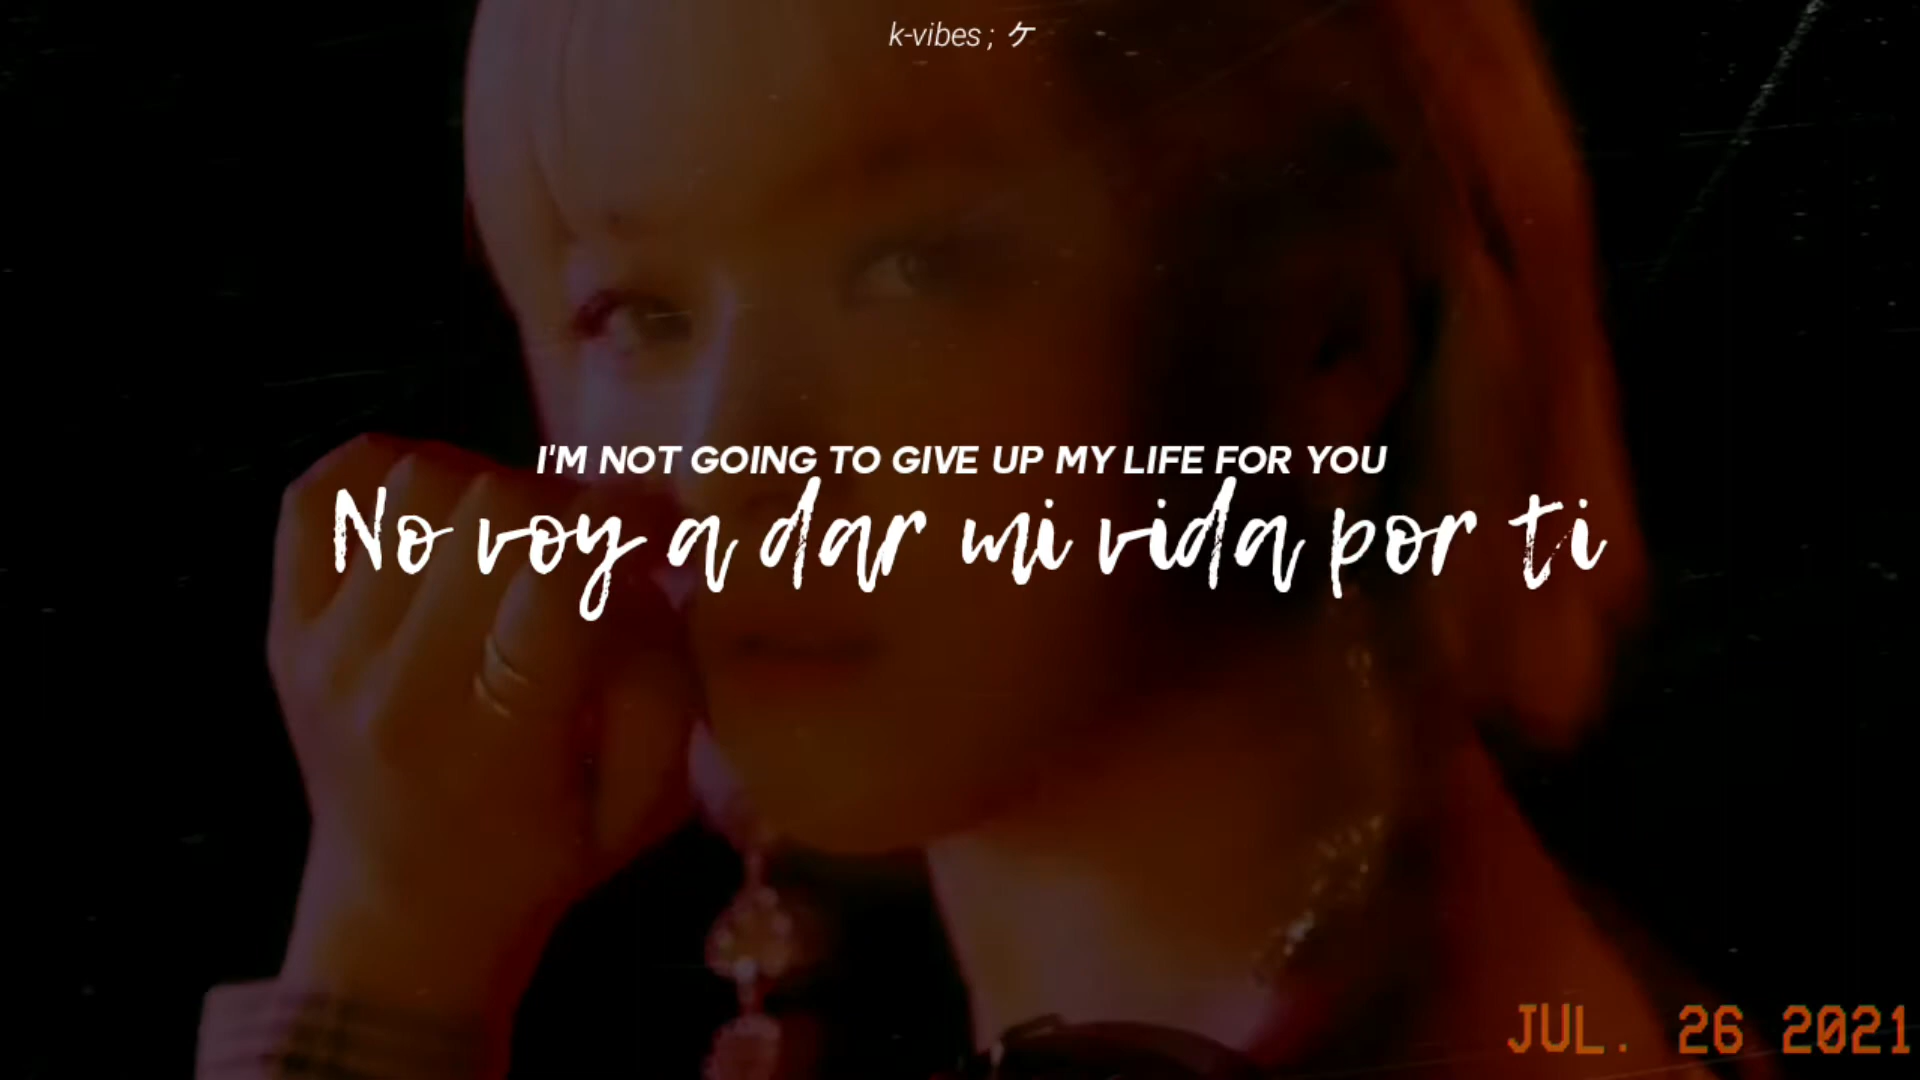 k-vibes ; ケ
I'M NOT GOING TO GIVE UP MY LIFE FOR YOU
No voy a dar mi vida por ti
JUL. 26 2021